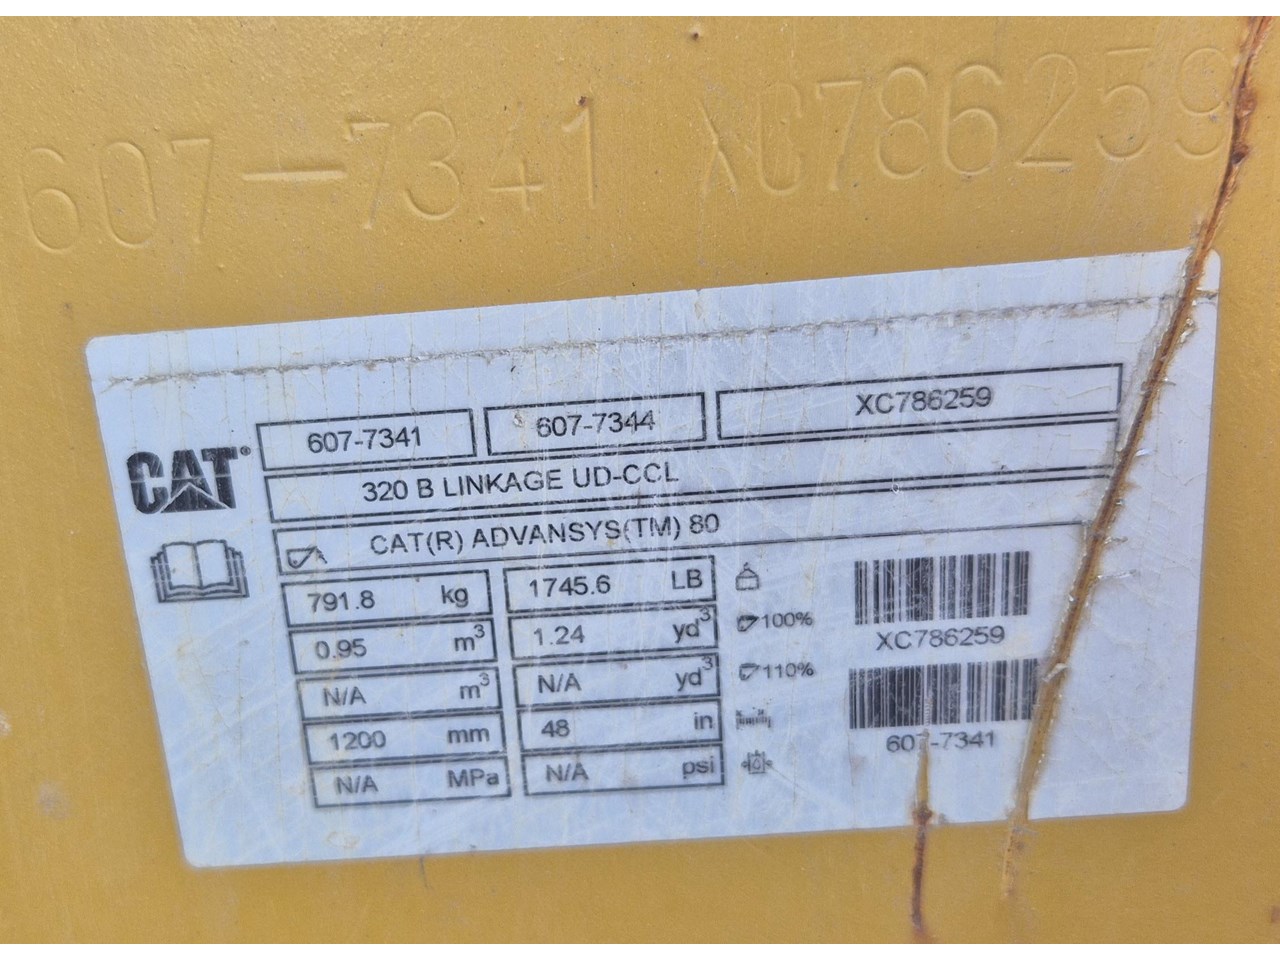 607-7341 XC786259
CAT®
607-7341 607-7344 XC786259
320 B LINKAGE UD-CCL
CAT(R) ADVANSYS(TM) 80
791.8 kg 1745.6 LB
0.95 m³ 1.24 yd³ 100%
N/A m³ N/A yd³ 110%
1200 mm 48 in
N/A MPa N/A psi
XC786259
607-7341